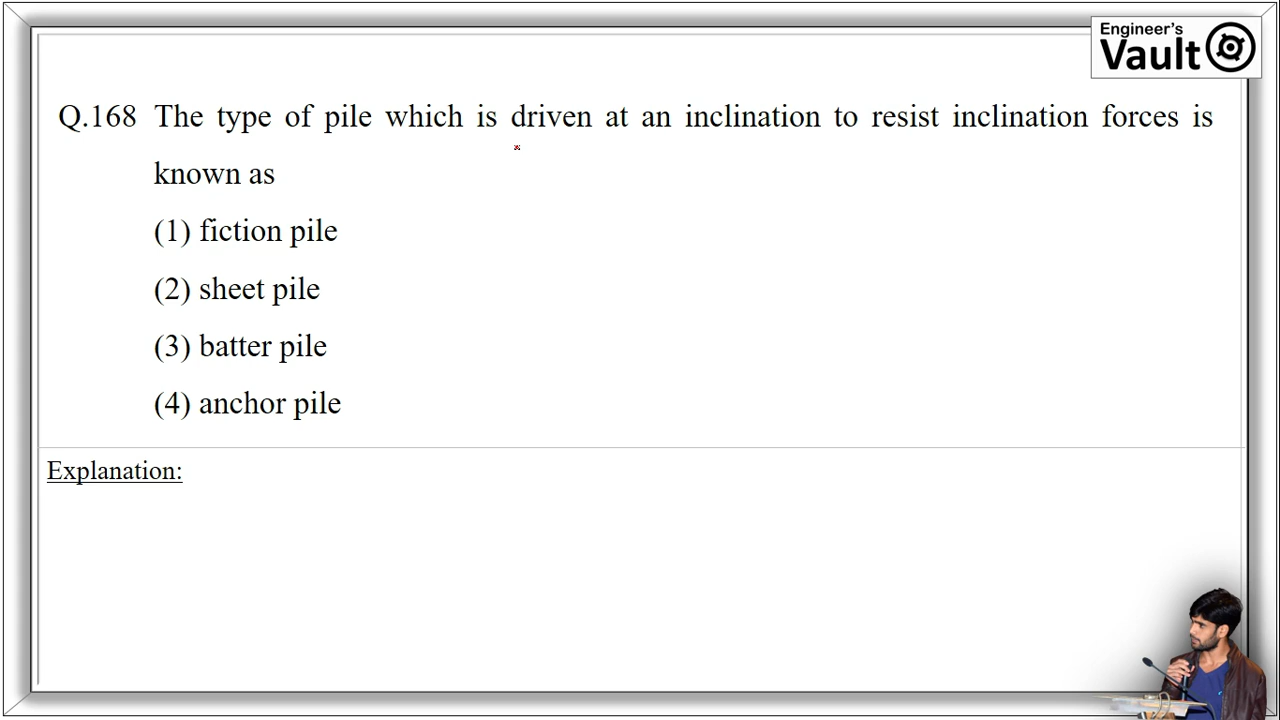 Engineer's
Vault
Q.168 The type of pile which is driven at an inclination to resist inclination forces is
known as
(1) fiction pile
(2) sheet pile
(3) batter pile
(4) anchor pile
Explanation: